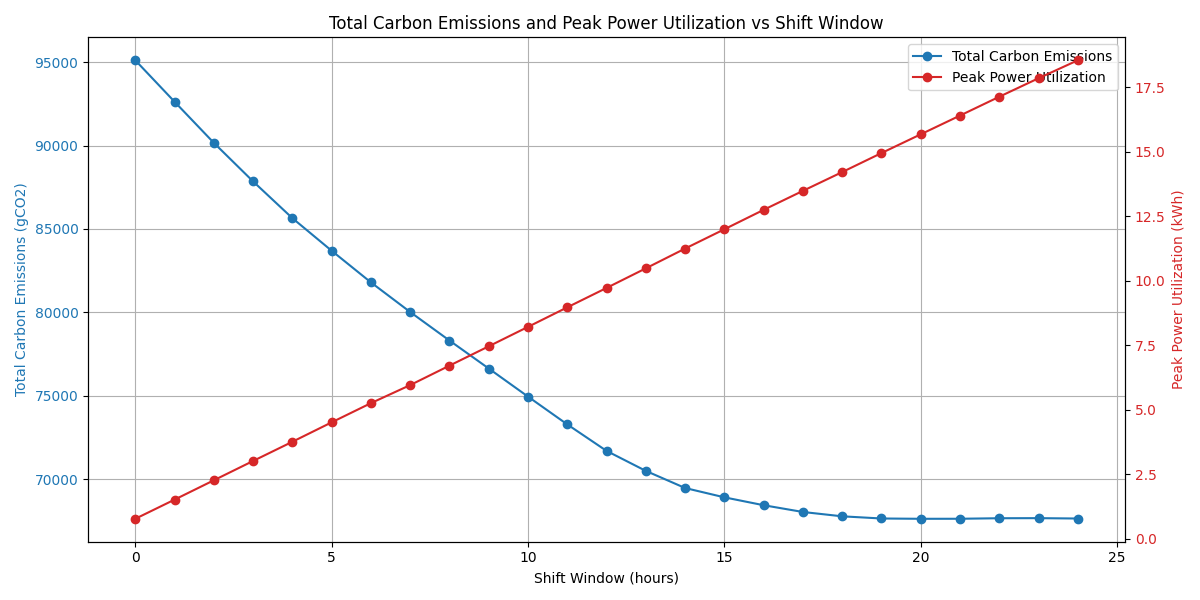 Total Carbon Emissions and Peak Power Utilization vs Shift Window
Total Carbon Emissions
Peak Power Utilization
Total Carbon Emissions (gCO2)
95000
90000
85000
80000
75000
70000
17.5
15.0
12.5
10.0
7.5
5.0
2.5
0.0
Peak Power Utilization (kWh)
0 5 10 15 20 25
Shift Window (hours)